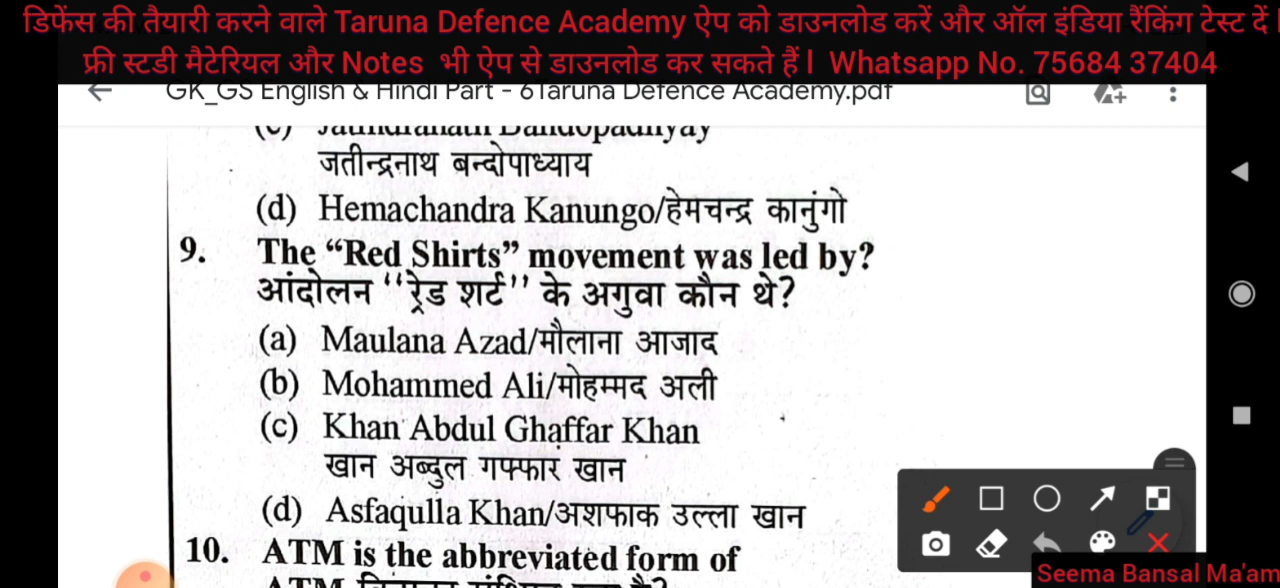 डिफेंस की तैयारी करने वाले Taruna Defence Academy ऐप को डाउनलोड करें और ऑल इंडिया रैंकिंग टेस्ट दें।
फ्री स्टडी मैटेरियल और Notes भी ऐप से डाउनलोड कर सकते हैं। Whatsapp No. 75684 37404
GK_GS English & Hindi Part - 6Taruna Defence Academy.pdf
(c) Jatindranath Bandopadhyay
जतीन्द्रनाथ बन्दोपाध्याय
(d) Hemachandra Kanungo/हेमचन्द्र कानुंगो
9. The “Red Shirts” movement was led by?
आंदोलन ‘‘रेड शर्ट’’ के अगुवा कौन थे?
(a) Maulana Azad/मौलाना आजाद
(b) Mohammed Ali/मोहम्मद अली
(c) Khan Abdul Ghaffar Khan
खान अब्दुल गफ्फार खान
(d) Asfaqulla Khan/अशफाक उल्ला खान
10. ATM is the abbreviated form of
ATM
Seema Bansal Ma'am